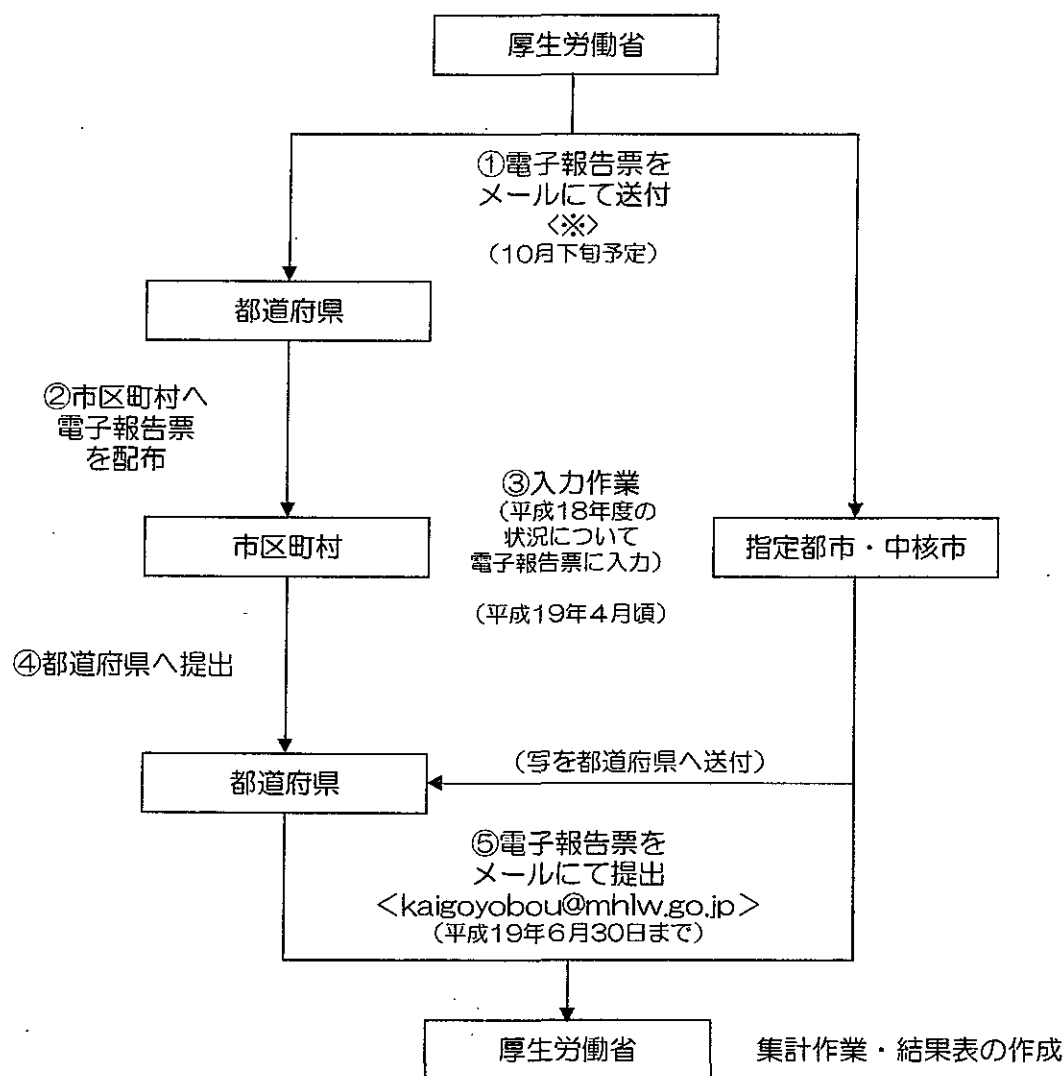 厚生労働省
①電子報告票を
メールにて送付
<※>
（10月下旬予定）
都道府県
②市区町村へ
電子報告票
を配布
③入力作業
（平成18年度の
状況について
電子報告票に入力）
（平成19年4月頃）
市区町村
指定都市・中核市
④都道府県へ提出
（写を都道府県へ送付）
都道府県
⑤電子報告票を
メールにて提出
<kaigoyobou@mhlw.go.jp>
（平成19年6月30日まで）
厚生労働省
集計作業・結果表の作成